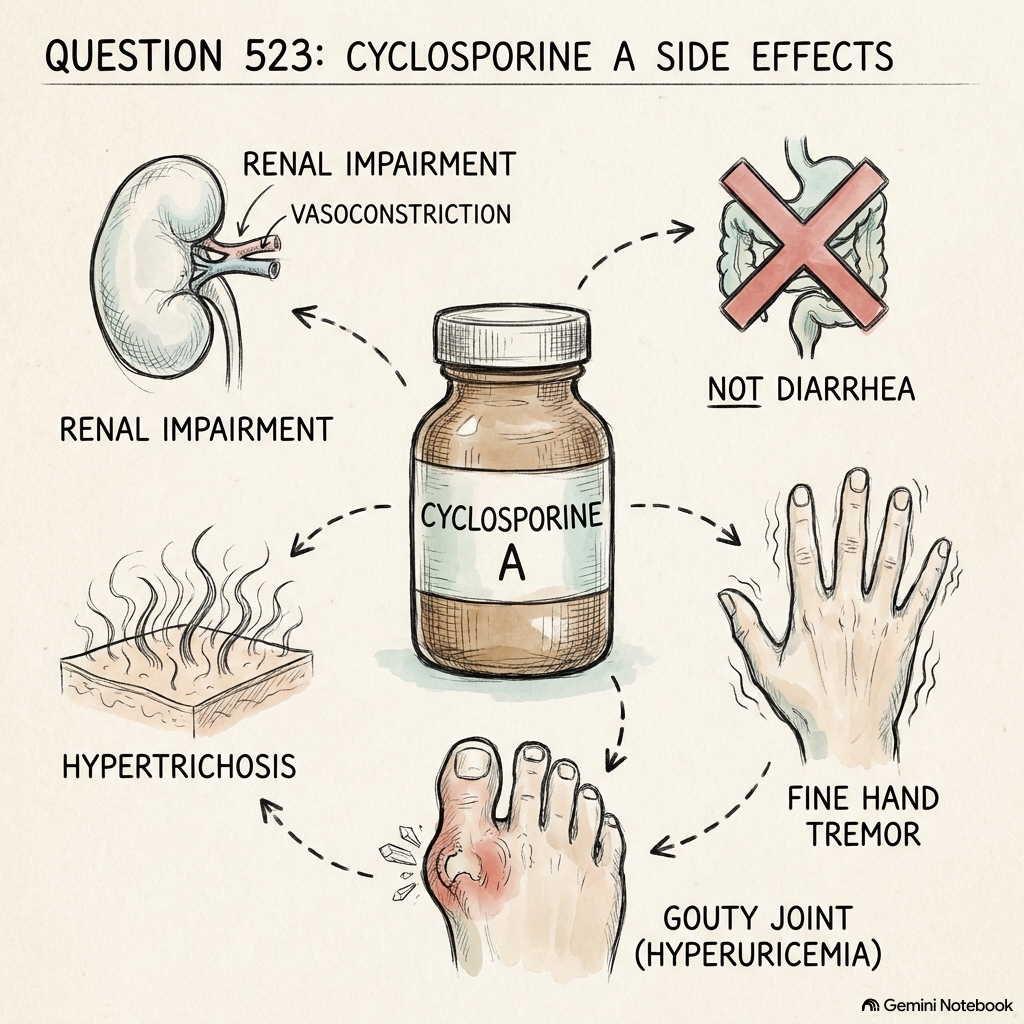 QUESTION 523: CYCLOSPORINE A SIDE EFFECTS
RENAL IMPAIRMENT
VASOCONSTRICTION
RENAL IMPAIRMENT
NOT DIARRHEA
CYCLOSPORINE
A
HYPERTRICHOSIS
FINE HAND
TREMOR
GOUTY JOINT
(HYPERURICEMIA)
Gemini Notebook